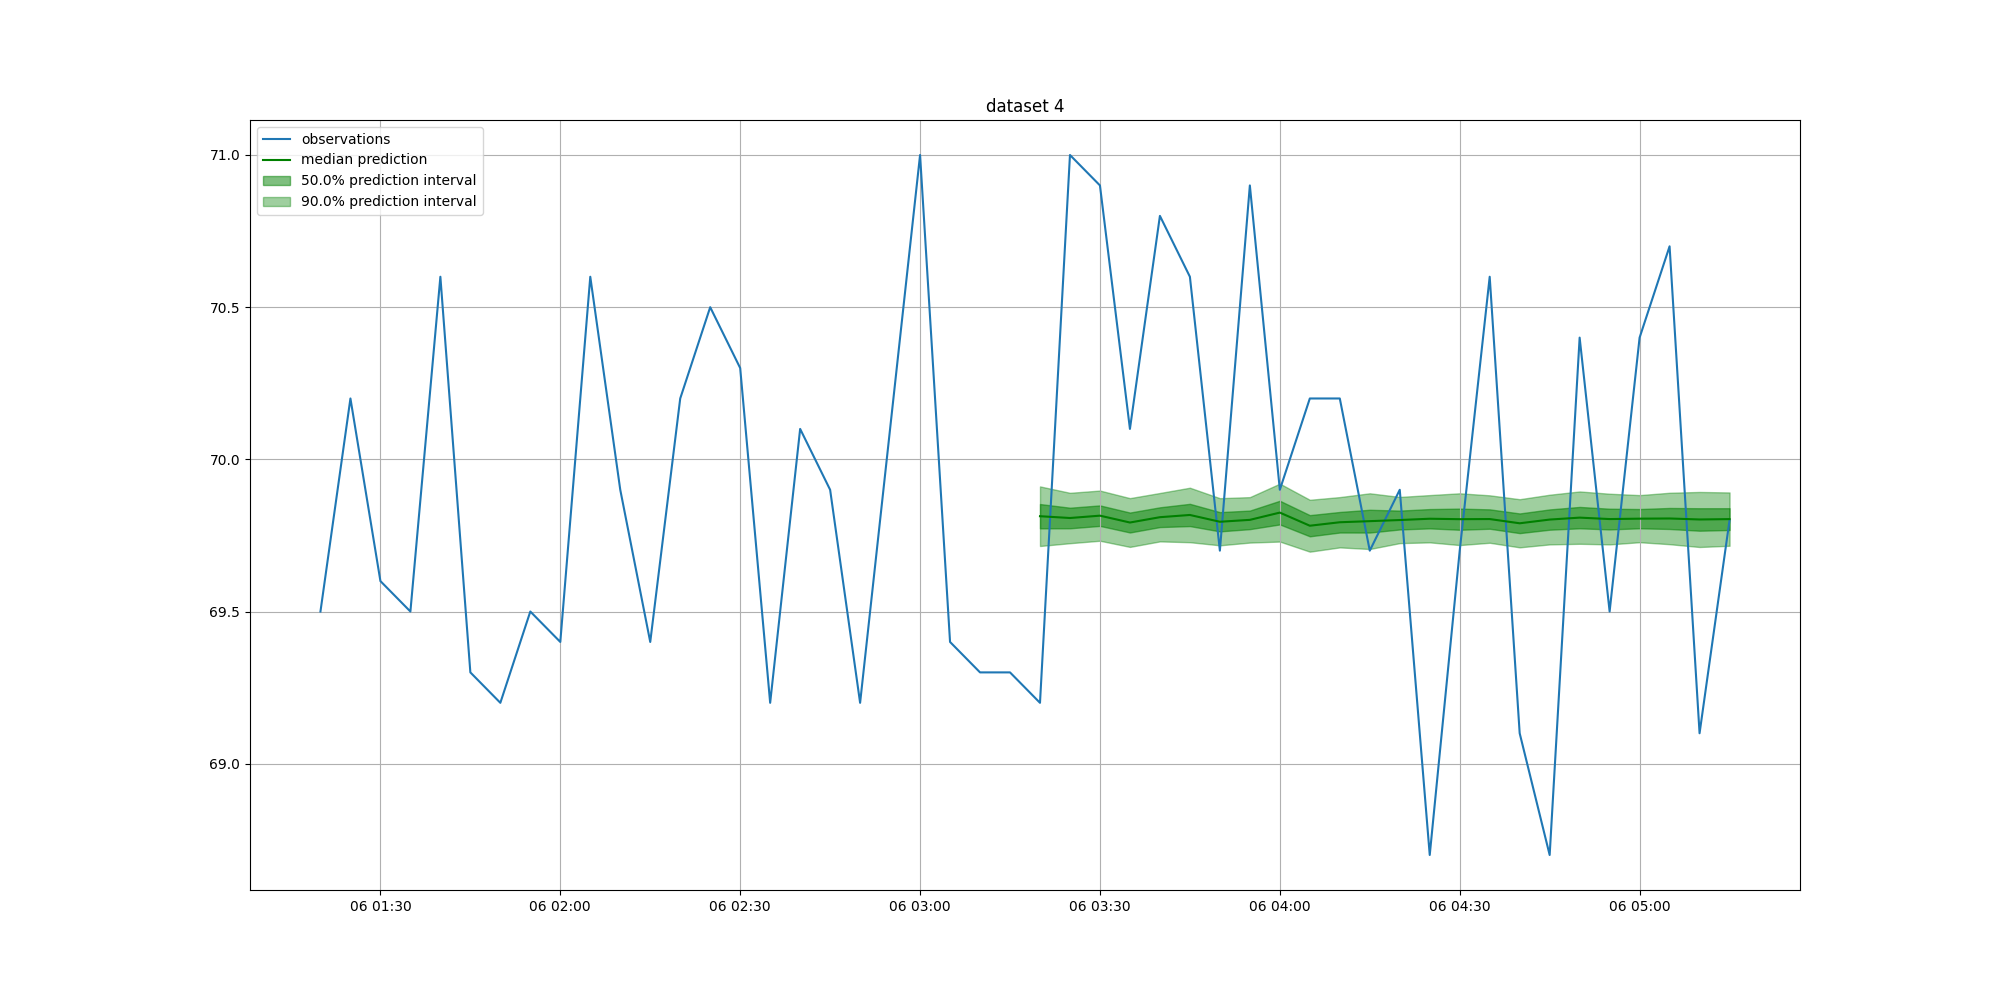 dataset 4
observations
median prediction
50.0% prediction interval
90.0% prediction interval
71.0
70.5
70.0
69.5
69.0
06 01:30
06 02:00
06 02:30
06 03:00
06 03:30
06 04:00
06 04:30
06 05:00